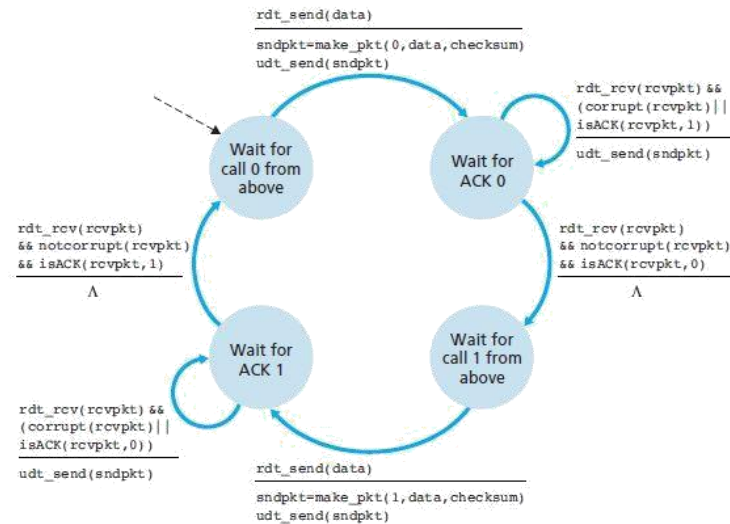 rdt_send(data)
sndpkt=make_pkt(0,data,checksum)
udt_send(sndpkt)
Wait for
call 0 from
above
Wait for
ACK 0
rdt_rcv(rcvpkt) &&
(corrupt(rcvpkt)||
isACK(rcvpkt,1))
udt_send(sndpkt)
rdt_rcv(rcvpkt)
&& notcorrupt(rcvpkt)
&& isACK(rcvpkt,1)
Λ
rdt_rcv(rcvpkt)
&& notcorrupt(rcvpkt)
&& isACK(rcvpkt,0)
Λ
Wait for
ACK 1
Wait for
call 1 from
above
rdt_rcv(rcvpkt) &&
(corrupt(rcvpkt)||
isACK(rcvpkt,0))
udt_send(sndpkt)
rdt_send(data)
sndpkt=make_pkt(1,data,checksum)
udt_send(sndpkt)